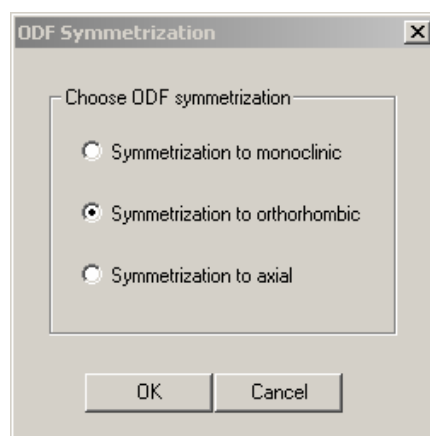 ODF Symmetrization
Choose ODF symmetrization
Symmetrization to monoclinic
Symmetrization to orthorhombic
Symmetrization to axial
OK Cancel